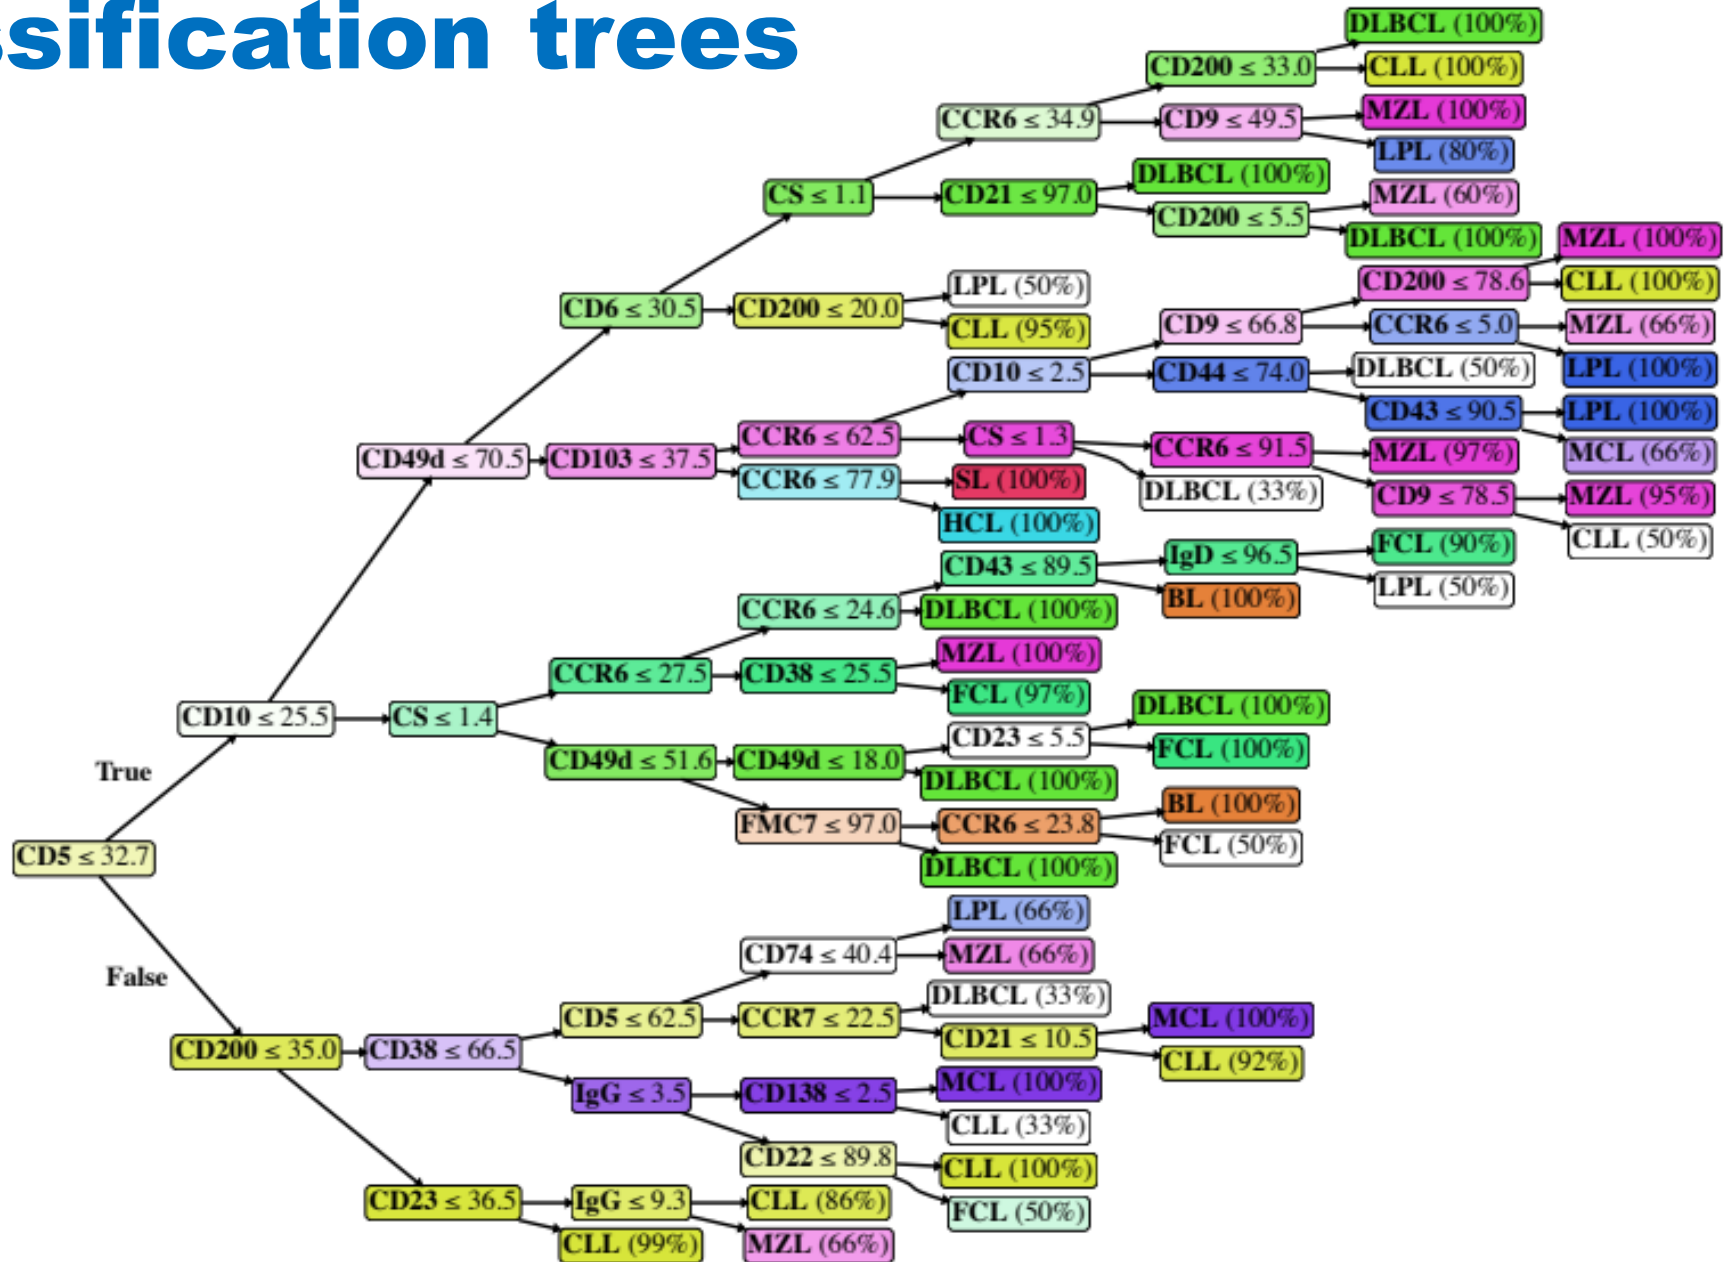 ssification trees
DLBCL (100%)
CD200 ≤ 33.0
CLL (100%)
CCR6 ≤ 34.9
CD9 ≤ 49.5
MZL (100%)
LPL (80%)
CS ≤ 1.1
CD21 ≤ 97.0
DLBCL (100%)
CD200 ≤ 5.5
MZL (60%)
DLBCL (100%)
CD6 ≤ 30.5
CD200 ≤ 20.0
LPL (50%)
CLL (95%)
MZL (100%)
CD200 ≤ 78.6
CLL (100%)
CD9 ≤ 66.8
CCR6 ≤ 5.0
MZL (66%)
LPL (100%)
CD10 ≤ 2.5
CD44 ≤ 74.0
DLBCL (50%)
CD43 ≤ 90.5
LPL (100%)
MCL (66%)
CD49d ≤ 70.5
CD103 ≤ 37.5
CCR6 ≤ 62.5
CS ≤ 1.3
CCR6 ≤ 91.5
MZL (97%)
CD9 ≤ 78.5
MZL (95%)
CLL (50%)
DLBCL (33%)
CCR6 ≤ 77.9
SL (100%)
HCL (100%)
CD43 ≤ 89.5
IgD ≤ 96.5
FCL (90%)
LPL (50%)
BL (100%)
CCR6 ≤ 24.6
DLBCL (100%)
CCR6 ≤ 27.5
CD38 ≤ 25.5
MZL (100%)
FCL (97%)
CD10 ≤ 25.5
CS ≤ 1.4
CD49d ≤ 51.6
CD49d ≤ 18.0
CD23 ≤ 5.5
DLBCL (100%)
FCL (100%)
DLBCL (100%)
FMC7 ≤ 97.0
CCR6 ≤ 23.8
BL (100%)
FCL (50%)
DLBCL (100%)
True
CD5 ≤ 32.7
False
CD200 ≤ 35.0
CD38 ≤ 66.5
CD5 ≤ 62.5
CD74 ≤ 40.4
LPL (66%)
MZL (66%)
CCR7 ≤ 22.5
DLBCL (33%)
CD21 ≤ 10.5
MCL (100%)
CLL (92%)
IgG ≤ 3.5
CD138 ≤ 2.5
MCL (100%)
CLL (33%)
CD22 ≤ 89.8
CLL (100%)
FCL (50%)
CD23 ≤ 36.5
IgG ≤ 9.3
CLL (86%)
MZL (66%)
CLL (99%)